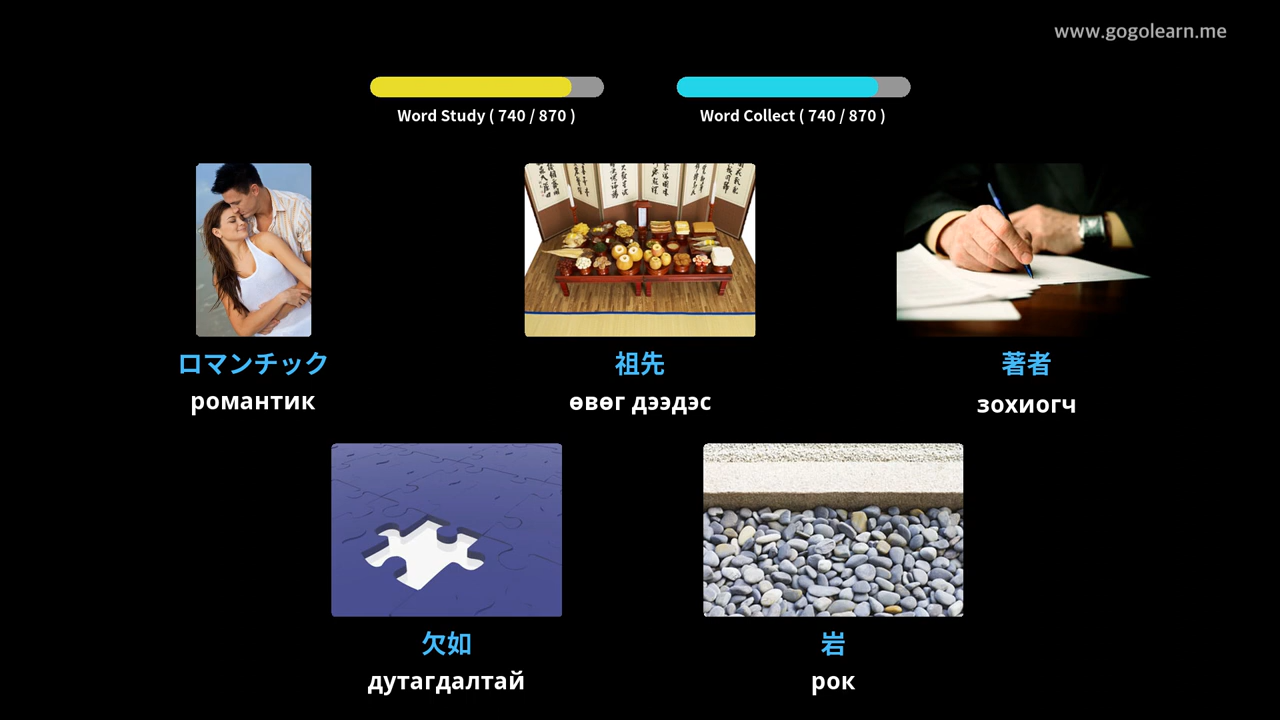 www.gogolearn.me
Word Study ( 740 / 870 )
Word Collect ( 740 / 870 )
ロマンチック
романтик
祖先
өвөг дээдэс
著者
зохиогч
欠如
дутагдалтай
岩
рок